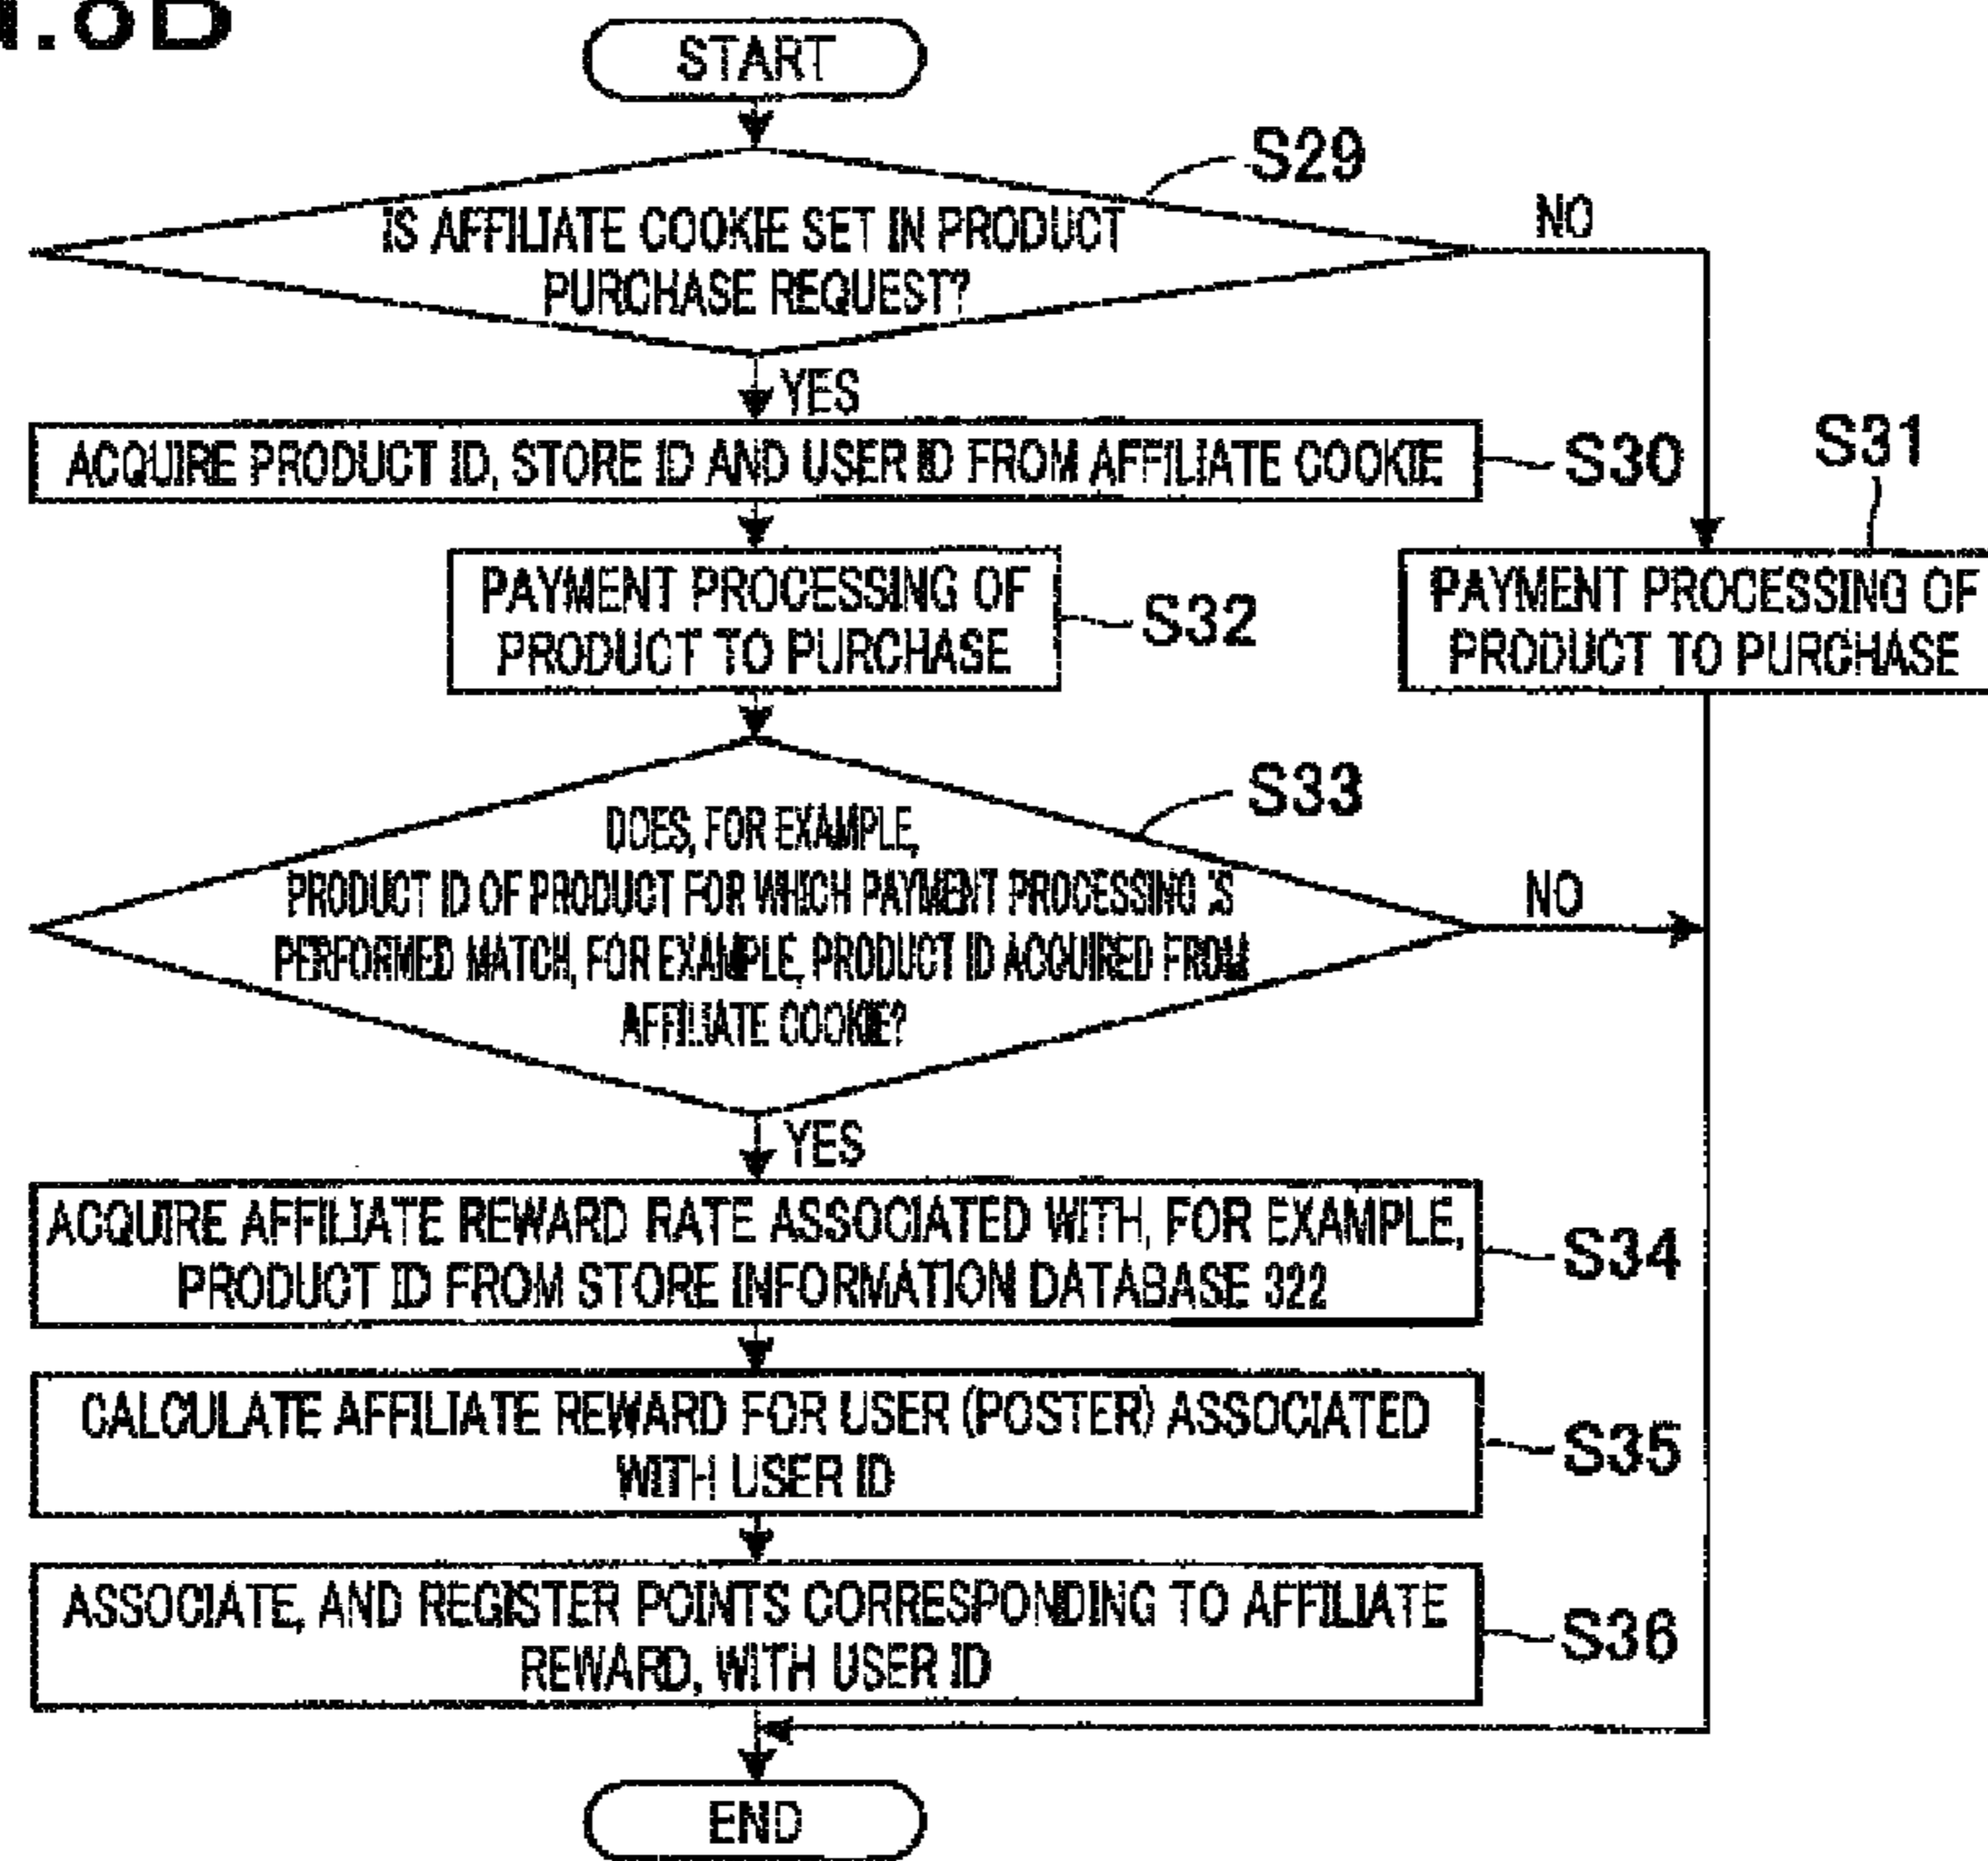 START
S29
IS AFFILIATE COOKIE SET IN PRODUCT
PURCHASE REQUEST?
NO
YES
ACQUIRE PRODUCT ID, STORE ID AND USER ID FROM AFFILIATE COOKIE
S30
S31
PAYMENT PROCESSING OF
PRODUCT TO PURCHASE
S32
PAYMENT PROCESSING OF
PRODUCT TO PURCHASE
S33
DOES, FOR EXAMPLE,
PRODUCT ID OF PRODUCT FOR WHICH PAYMENT PROCESSING IS
PERFORMED MATCH, FOR EXAMPLE, PRODUCT ID ACQUIRED FROM
AFFILIATE COOKIE?
NO
YES
ACQUIRE AFFILIATE REWARD RATE ASSOCIATED WITH, FOR EXAMPLE,
PRODUCT ID FROM STORE INFORMATION DATABASE 322
S34
CALCULATE AFFILIATE REWARD FOR USER (POSTER) ASSOCIATED
WITH USER ID
S35
ASSOCIATE, AND REGISTER POINTS CORRESPONDING TO AFFILIATE
REWARD, WITH USER ID
S36
END